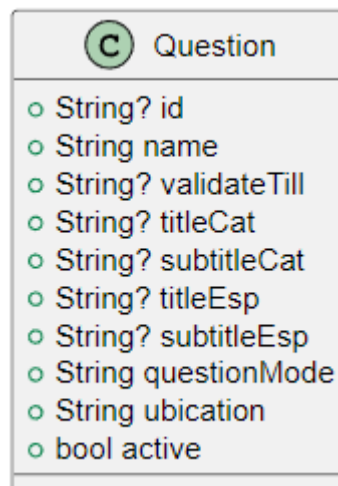 C Question
String? id
String name
String? validateTill
String? titleCat
String? subtitleCat
String? titleEsp
String? subtitleEsp
String questionMode
String ubication
bool active